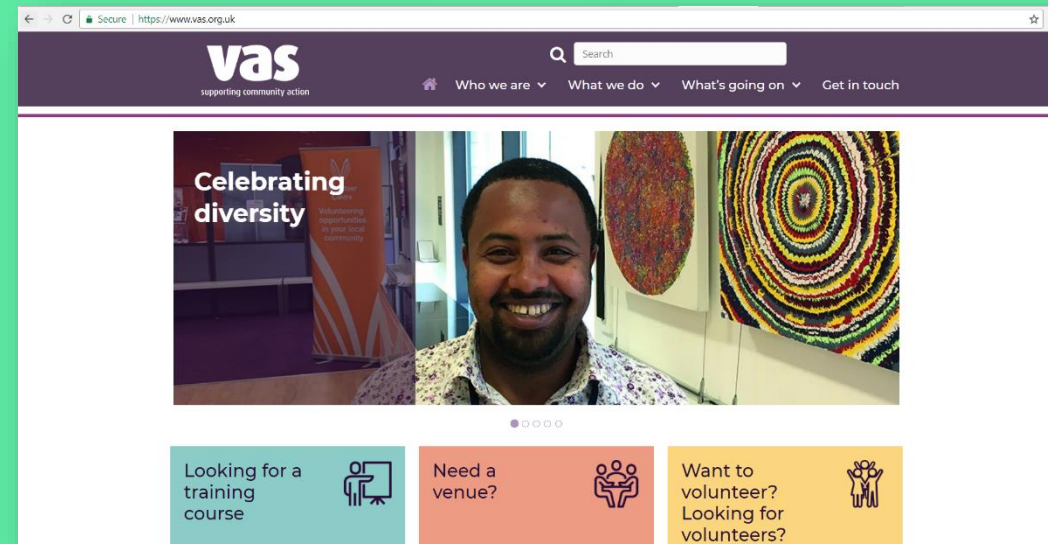 Secure | https://www.vas.org.uk
vas
supporting community action
Search
Who we are
What we do
What's going on
Get in touch
Celebrating
diversity
Centre
Volunteering
opportunities
in your local
community
Looking for a
training
course
Need a
venue?
Want to
volunteer?
Looking for
volunteers?